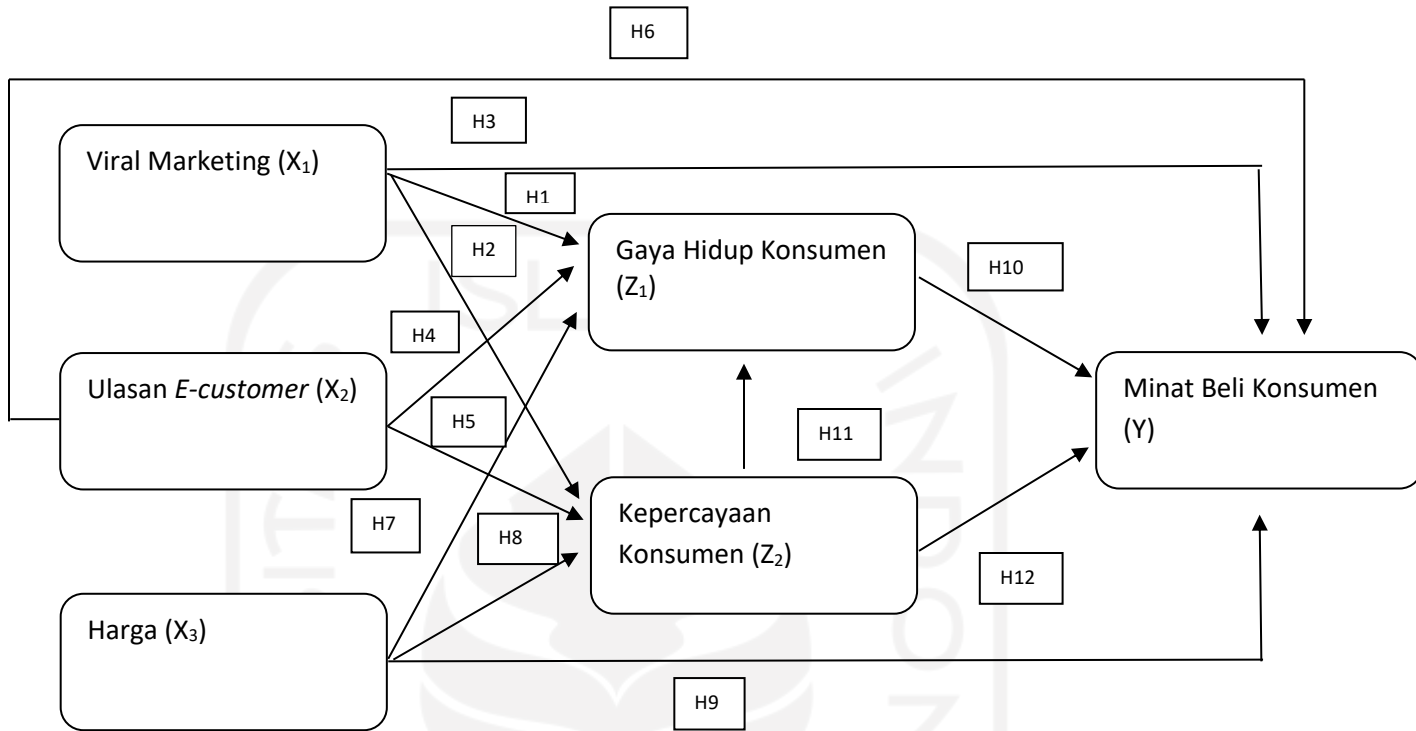 H6
H3
Viral Marketing (X₁)
H1
H2
Gaya Hidup Konsumen
(Z₁)
H10
H4
Ulasan E-customer (X₂)
Minat Beli Konsumen
(Y)
H5
H11
Kepercayaan
Konsumen (Z₂)
H7
H8
H12
Harga (X₃)
H9